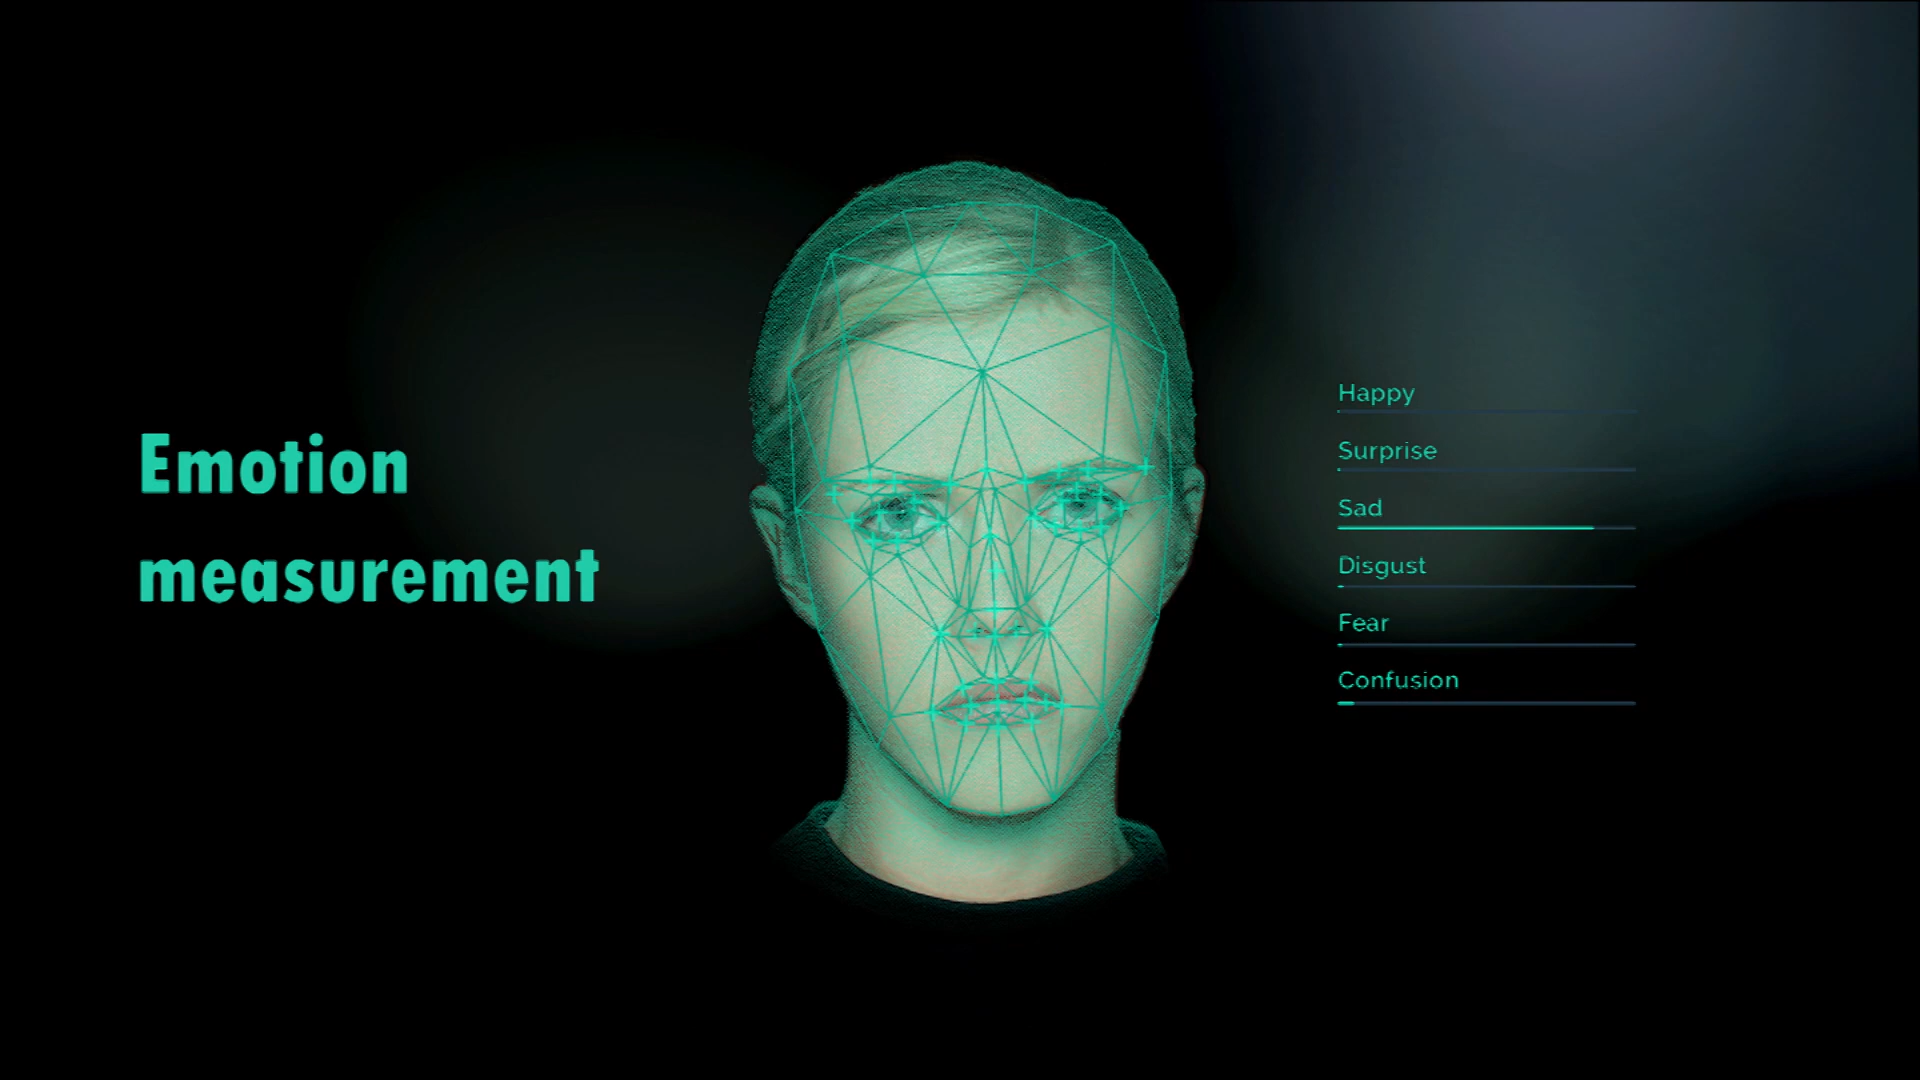 Emotion
measurement
Happy
Surprise
Sad
Disgust
Fear
Confusion